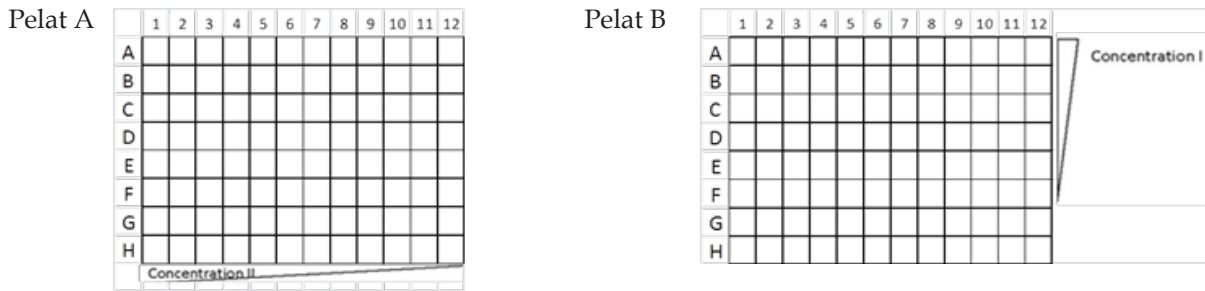 Pelat A
1 2 3 4 5 6 7 8 9 10 11 12
A
B
C
D
E
F
G
H
Concentration II
Pelat B
1 2 3 4 5 6 7 8 9 10 11 12
A
B
C
D
E
F
G
H
Concentration I